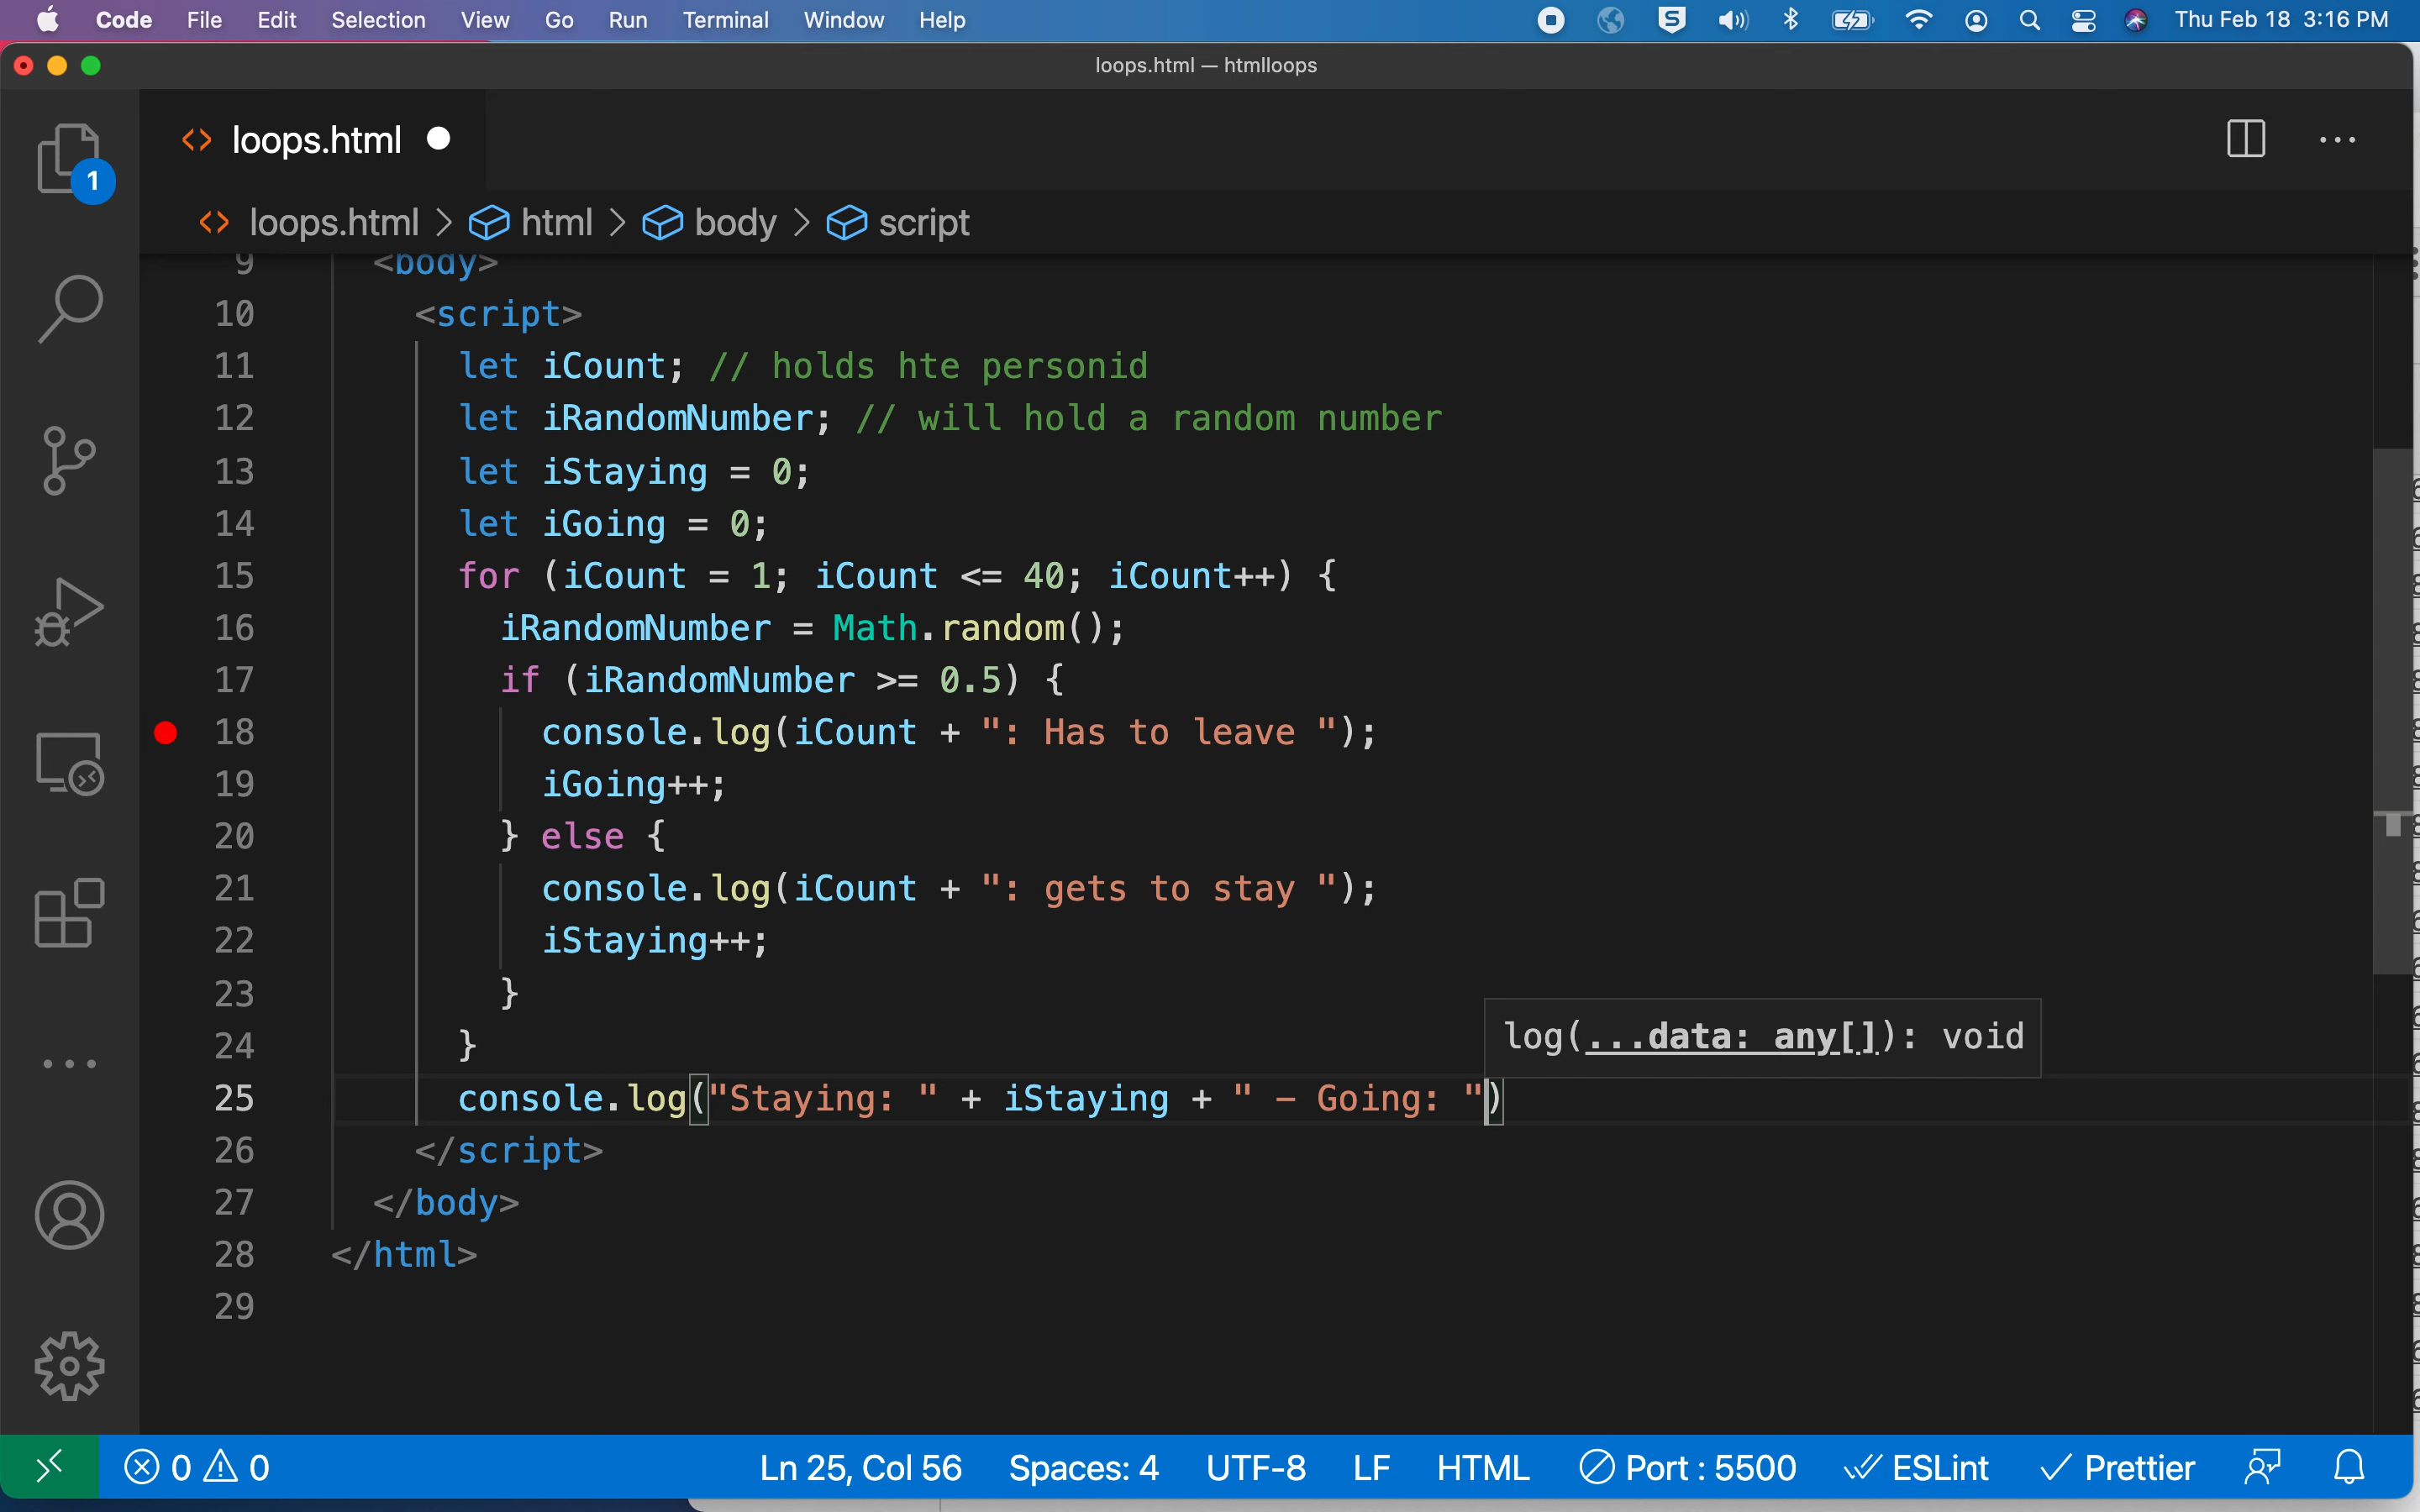 Code File Edit Selection View Go Run Terminal Window Help Thu Feb 18 3:16 PM
loops.html — htmlloops
1
loops.html
loops.html > html > body > script
9 <body>
10 <script>
11 let iCount; // holds hte personid
12 let iRandomNumber; // will hold a random number
13 let iStaying = 0;
14 let iGoing = 0;
15 for (iCount = 1; iCount <= 40; iCount++) {
16 iRandomNumber = Math.random();
17 if (iRandomNumber >= 0.5) {
18 console.log(iCount + ": Has to leave ");
19 iGoing++;
20 } else {
21 console.log(iCount + ": gets to stay ");
22 iStaying++;
23 }
24 }
log(...data: any[]): void
25 console.log("Staying: " + iStaying + " - Going: ")
26 </script>
27 </body>
28 </html>
29
0 0 Ln 25, Col 56 Spaces: 4 UTF-8 LF HTML Port : 5500 ESLint Prettier